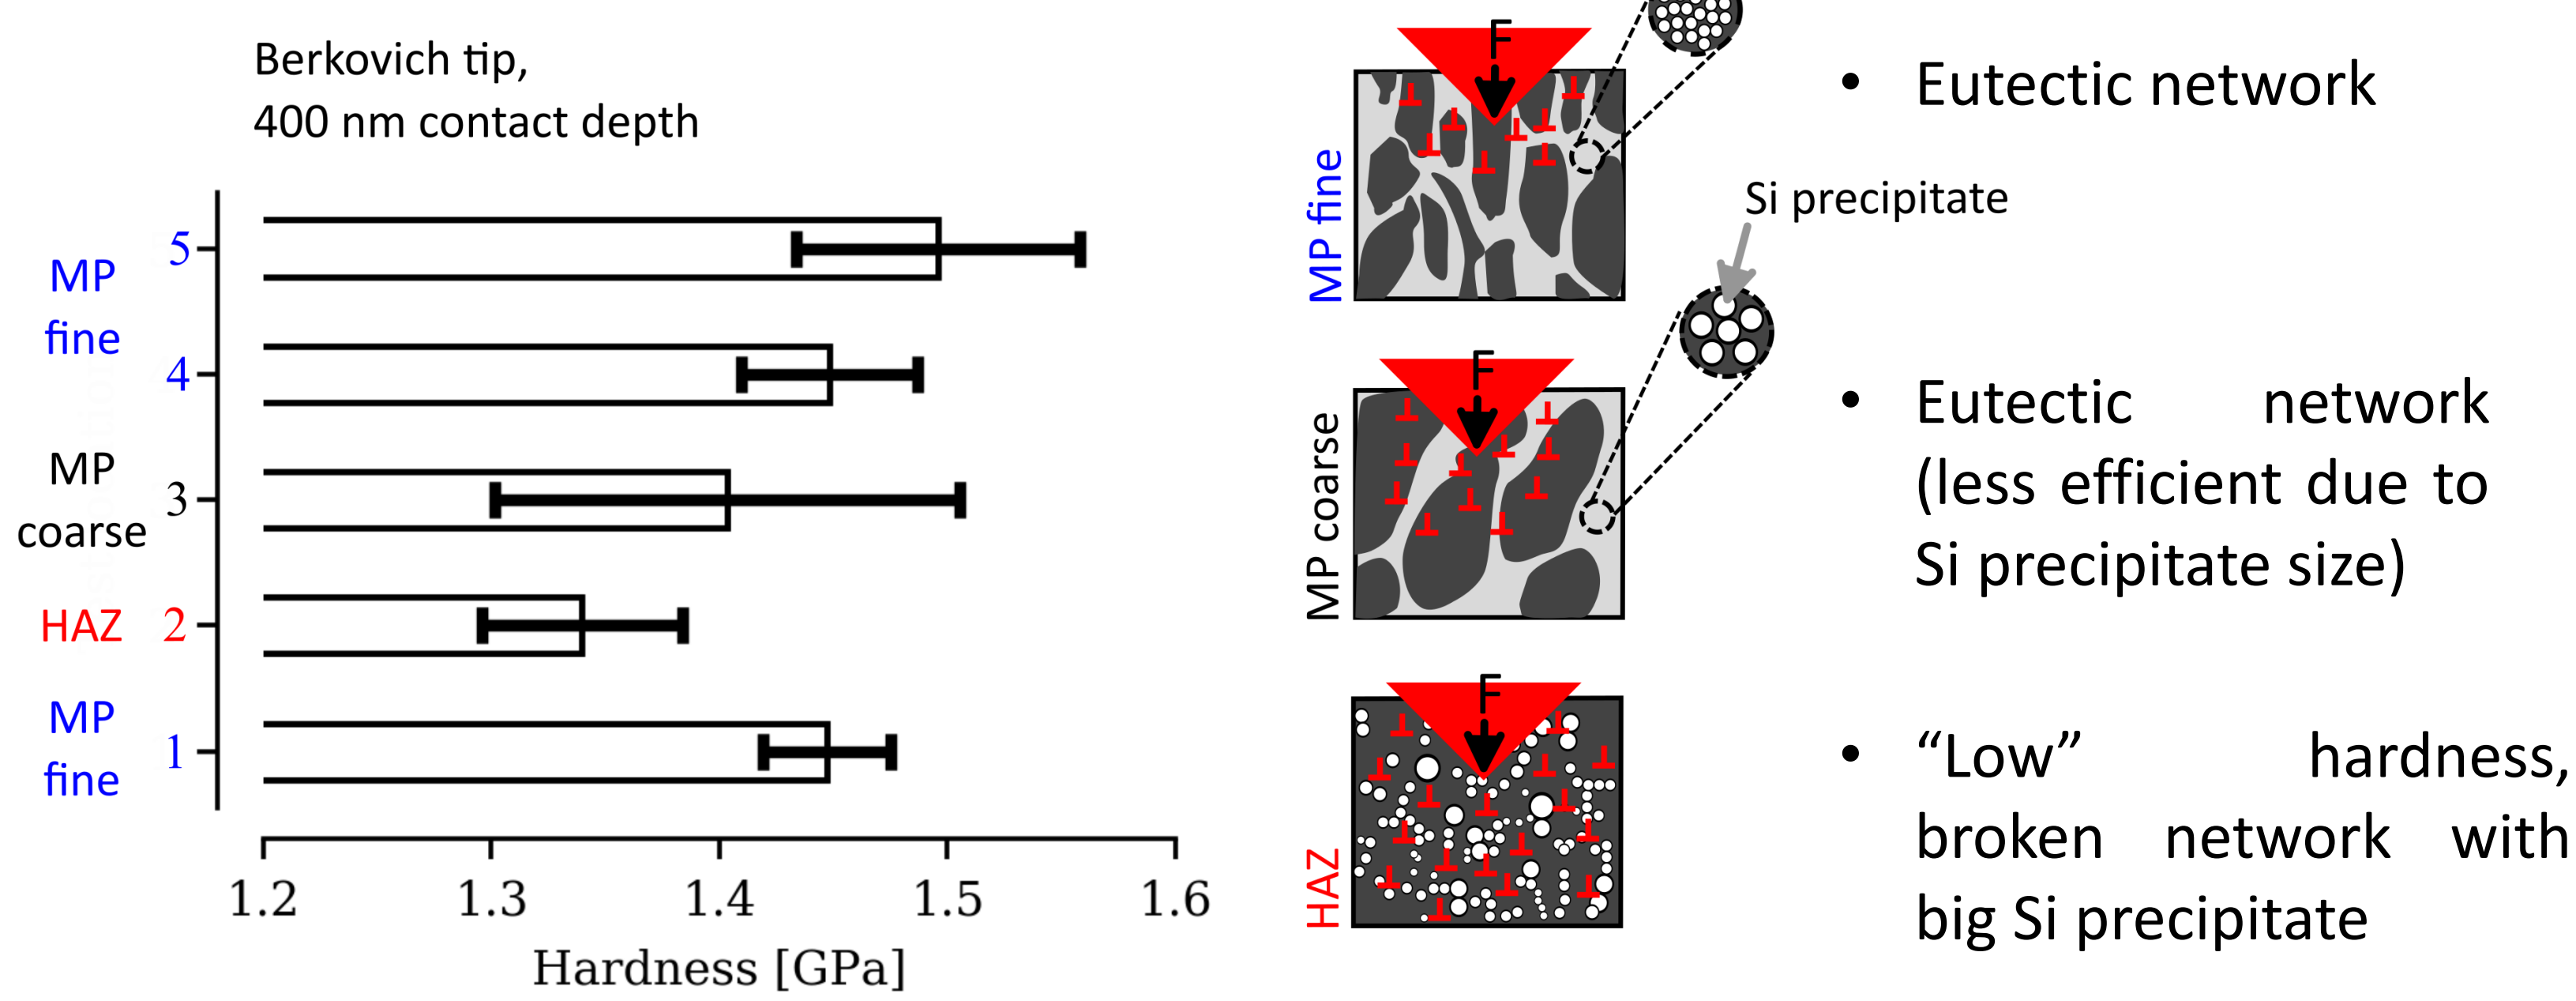 Berkovich tip,
400 nm contact depth
MP
fine
5
4
MP
coarse
3
HAZ
2
MP
fine
1
1.2
1.3
1.4
1.5
1.6
Hardness [GPa]
F
MP fine
Si precipitate
F
MP coarse
F
HAZ
• Eutectic network
• Eutectic network
(less efficient due to
Si precipitate size)
• “Low” hardness,
broken network with
big Si precipitate